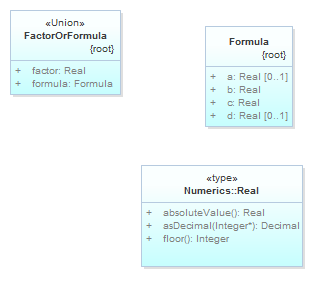 «Union»
FactorOrFormula
{root}
+ factor: Real
+ formula: Formula
Formula
{root}
+ a: Real [0..1]
+ b: Real
+ c: Real
+ d: Real [0..1]
«type»
Numerics::Real
+ absoluteValue(): Real
+ asDecimal(Integer*): Decimal
+ floor(): Integer